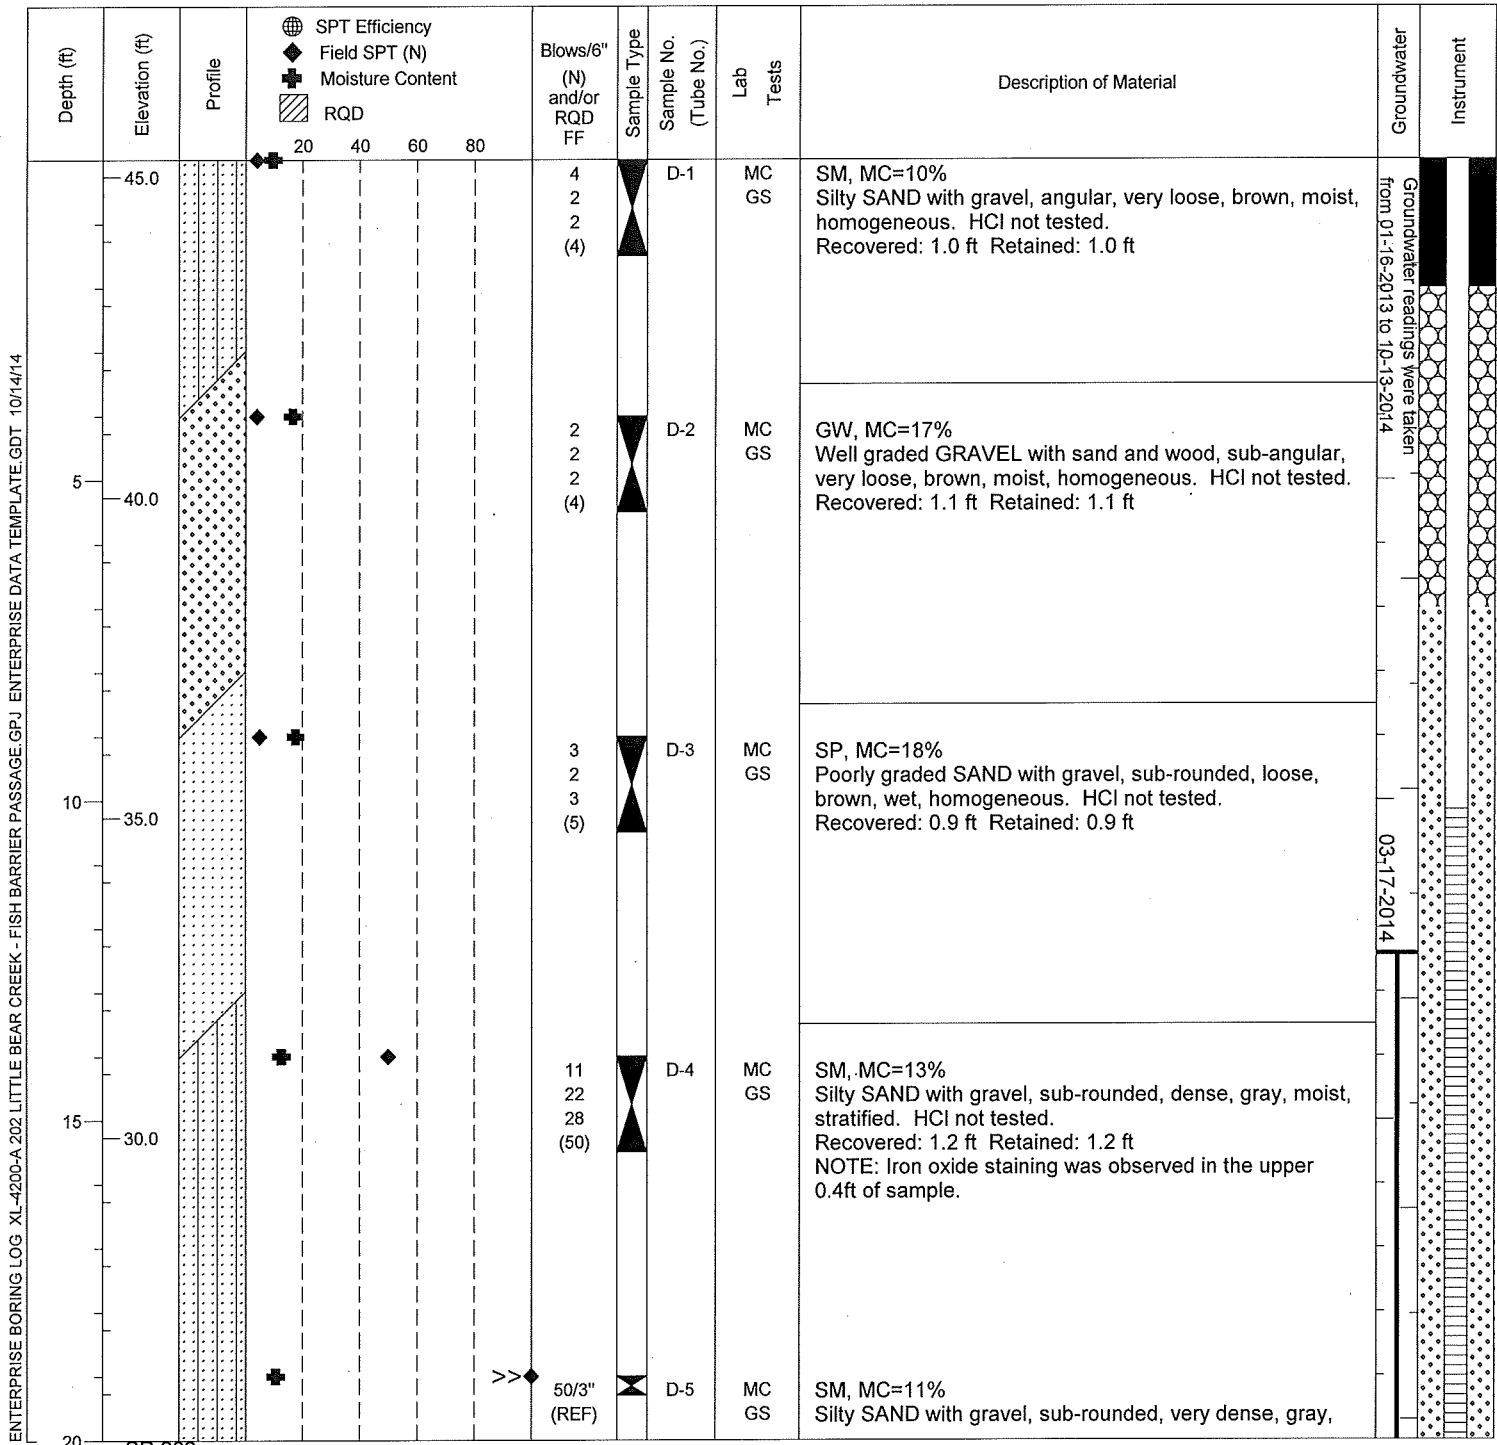 Depth (ft)
Elevation (ft)
Profile
SPT Efficiency
Field SPT (N)
Moisture Content
RQD
20 40 60 80
Blows/6"
(N)
and/or
RQD
FF
Sample Type
Sample No.
(Tube No.)
Lab
Tests
Description of Material
Groundwater
Instrument
45.0
4
2
2
(4)
D-1
MC
GS
SM, MC=10%
Silty SAND with gravel, angular, very loose, brown, moist,
homogeneous. HCl not tested.
Recovered: 1.0 ft Retained: 1.0 ft
Groundwater readings were taken
from 01-16-2013 to 10-13-2014
5
40.0
2
2
2
(4)
D-2
MC
GS
GW, MC=17%
Well graded GRAVEL with sand and wood, sub-angular,
very loose, brown, moist, homogeneous. HCl not tested.
Recovered: 1.1 ft Retained: 1.1 ft
10
35.0
3
2
3
(5)
D-3
MC
GS
SP, MC=18%
Poorly graded SAND with gravel, sub-rounded, loose,
brown, wet, homogeneous. HCl not tested.
Recovered: 0.9 ft Retained: 0.9 ft
03-17-2014
15
30.0
11
22
28
(50)
D-4
MC
GS
SM, MC=13%
Silty SAND with gravel, sub-rounded, dense, gray, moist,
stratified. HCl not tested.
Recovered: 1.2 ft Retained: 1.2 ft
NOTE: Iron oxide staining was observed in the upper
0.4ft of sample.
>>
50/3"
(REF)
D-5
MC
GS
SM, MC=11%
Silty SAND with gravel, sub-rounded, very dense, gray,
20
ENTERPRISE BORING LOG XL-4200-A 202 LITTLE BEAR CREEK - FISH BARRIER PASSAGE.GPJ ENTERPRISE DATA TEMPLATE.GDT 10/14/14